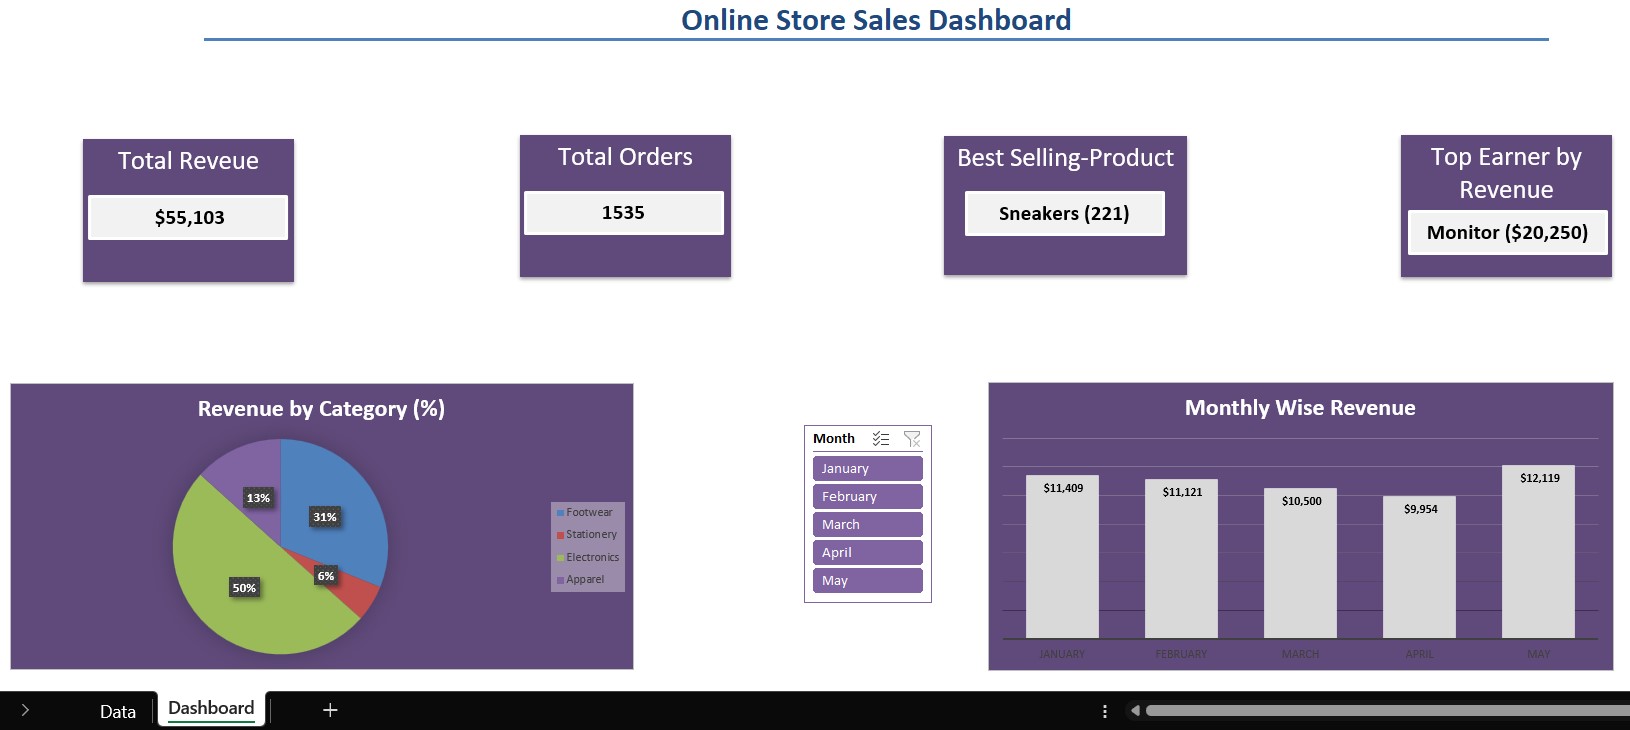 Online Store Sales Dashboard
Total Reveue
$55,103
Total Orders
1535
Best Selling-Product
Sneakers (221)
Top Earner by
Revenue
Monitor ($20,250)
Revenue by Category (%)
13%
31%
6%
50%
Footwear
Stationery
Electronics
Apparel
Month
January
February
March
April
May
Monthly Wise Revenue
$11,409
$11,121
$10,500
$9,954
$12,119
JANUARY
FEBRUARY
MARCH
APRIL
MAY
Data
Dashboard